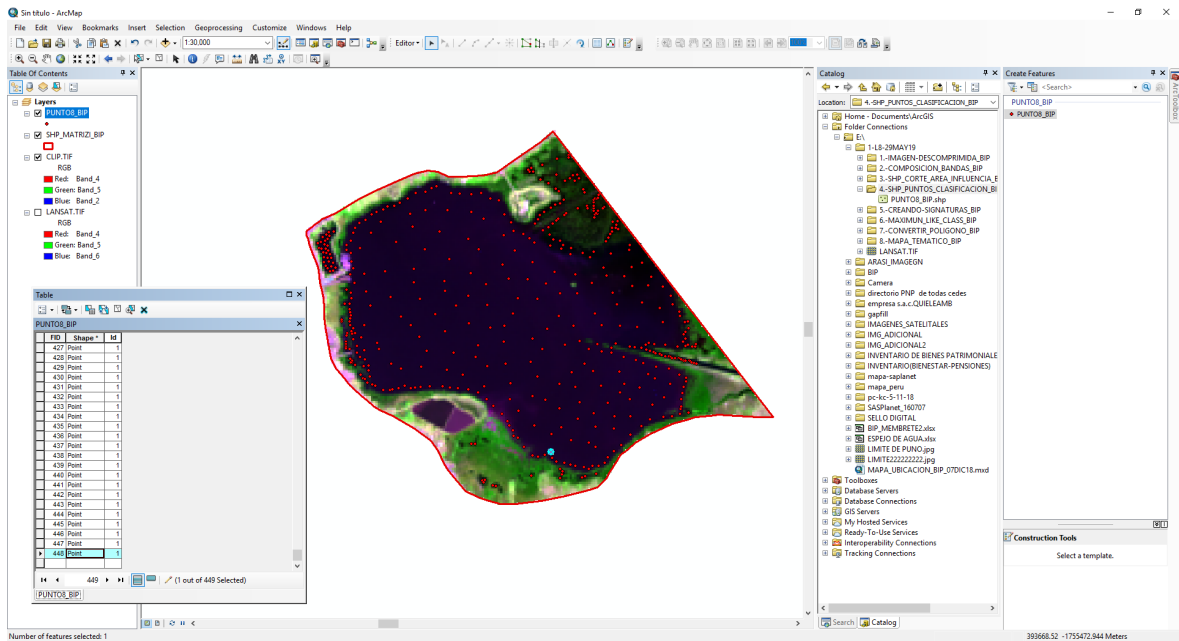 Sin título - ArcMap
File Edit View Bookmarks Insert Selection Geoprocessing Customize Windows Help
1:30,000
Editor
Table Of Contents
Layers
PUNTO8_BIP
SHP_MATRIZI_BIP
CLIP.TIF
RGB
Red: Band_4
Green: Band_5
Blue: Band_2
LANSAT.TIF
RGB
Red: Band_4
Green: Band_5
Blue: Band_6
Table
PUNTO8_BIP
FID Shape * Id
427 Point 1
428 Point 1
429 Point 1
430 Point 1
431 Point 1
432 Point 1
433 Point 1
434 Point 1
435 Point 1
436 Point 1
437 Point 1
438 Point 1
439 Point 1
440 Point 1
441 Point 1
442 Point 1
443 Point 1
444 Point 1
445 Point 1
446 Point 1
447 Point 1
448 Point 1
449
(1 out of 449 Selected)
PUNTO8_BIP
Number of features selected: 1
Catalog
Location: 4.-SHP_PUNTOS_CLASIFICACION_BIP
Home - Documents\ArcGIS
Folder Connections
E:\
1-L8-29MAY19
1.-IMAGEN-DESCOMPRIMIDA_BIP
2.-COMPOSICION_BANDAS_BIP
3.-SHP_CORTE_AREA_INFLUENCIA_E
4.-SHP_PUNTOS_CLASIFICACION_BI
PUNTO8_BIP.shp
5.-CREANDO-SIGNATURAS_BIP
6.-MAXIMUN_LIKE_CLASS_BIP
7.-CONVERTIR_POLIGONO_BIP
8.-MAPA_TEMATICO_BIP
LANSAT.TIF
ARASI_IMAGEGN
BIP
Camera
directorio PNP de todas cedes
empresa s.a.c.QUIELEAMB
gapfill
IMAGENES_SATELITALES
IMG_ADICIONAL
IMG_ADICIONAL2
INVENTARIO DE BIENES PATRIMONIALE
INVENTARIO(BIENESTAR-PENSIONES)
mapa-saplanet
mapa_peru
pc-kc-5-11-18
SASPlanet_160707
SELLO DIGITAL
BIP_MEMBRETE2.xlsx
ESPEJO DE AGUA.xlsx
LIMITE DE PUNO.jpg
LIMITE222222222.jpg
MAPA_UBICACION_BIP_07DIC18.mxd
Toolboxes
Database Servers
Database Connections
GIS Servers
My Hosted Services
Ready-To-Use Services
Interoperability Connections
Tracking Connections
Search Catalog
Create Features
<Search>
PUNTO8_BIP
PUNTO8_BIP
Construction Tools
Select a template.
ArcToolbox
393668.52 -1755472.944 Meters